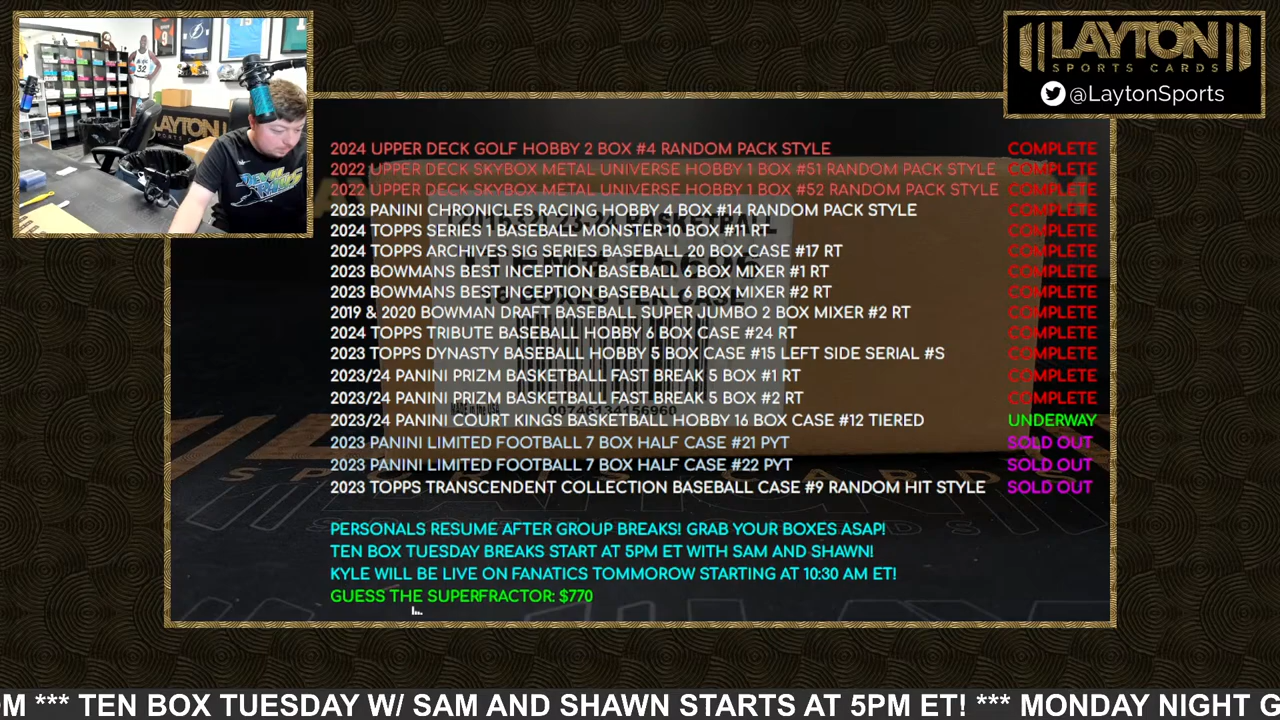 LAYTON
SPORTS CARDS
@LaytonSports
32
LAYTON
2024 UPPER DECK GOLF HOBBY 2 BOX #4 RANDOM PACK STYLE COMPLETE
2022 UPPER DECK SKYBOX METAL UNIVERSE HOBBY 1 BOX #51 RANDOM PACK STYLE COMPLETE
2022 UPPER DECK SKYBOX METAL UNIVERSE HOBBY 1 BOX #52 RANDOM PACK STYLE COMPLETE
2023 PANINI CHRONICLES RACING HOBBY 4 BOX #14 RANDOM PACK STYLE COMPLETE
2024 TOPPS SERIES 1 BASEBALL MONSTER 10 BOX #11 RT COMPLETE
2024 TOPPS ARCHIVES SIG SERIES BASEBALL 20 BOX CASE #17 RT COMPLETE
2023 BOWMANS BEST INCEPTION BASEBALL 6 BOX MIXER #1 RT COMPLETE
2023 BOWMANS BEST INCEPTION BASEBALL 6 BOX MIXER #2 RT COMPLETE
2019 & 2020 BOWMAN DRAFT BASEBALL SUPER JUMBO 2 BOX MIXER #2 RT COMPLETE
2024 TOPPS TRIBUTE BASEBALL HOBBY 6 BOX CASE #24 RT COMPLETE
2023 TOPPS DYNASTY BASEBALL HOBBY 5 BOX CASE #15 LEFT SIDE SERIAL #S COMPLETE
2023/24 PANINI PRIZM BASKETBALL FAST BREAK 5 BOX #1 RT COMPLETE
2023/24 PANINI PRIZM BASKETBALL FAST BREAK 5 BOX #2 RT COMPLETE
Made in the USA 00746134156960
2023/24 PANINI COURT KINGS BASKETBALL HOBBY 16 BOX CASE #12 TIERED UNDERWAY
2023 PANINI LIMITED FOOTBALL 7 BOX HALF CASE #21 PYT SOLD OUT
2023 PANINI LIMITED FOOTBALL 7 BOX HALF CASE #22 PYT SOLD OUT
2023 TOPPS TRANSCENDENT COLLECTION BASEBALL CASE #9 RANDOM HIT STYLE SOLD OUT
PERSONALS RESUME AFTER GROUP BREAKS! GRAB YOUR BOXES ASAP!
TEN BOX TUESDAY BREAKS START AT 5PM ET WITH SAM AND SHAWN!
KYLE WILL BE LIVE ON FANATICS TOMMOROW STARTING AT 10:30 AM ET!
GUESS THE SUPERFRACTOR: $770
OM *** TEN BOX TUESDAY W/ SAM AND SHAWN STARTS AT 5PM ET! *** MONDAY NIGHT G